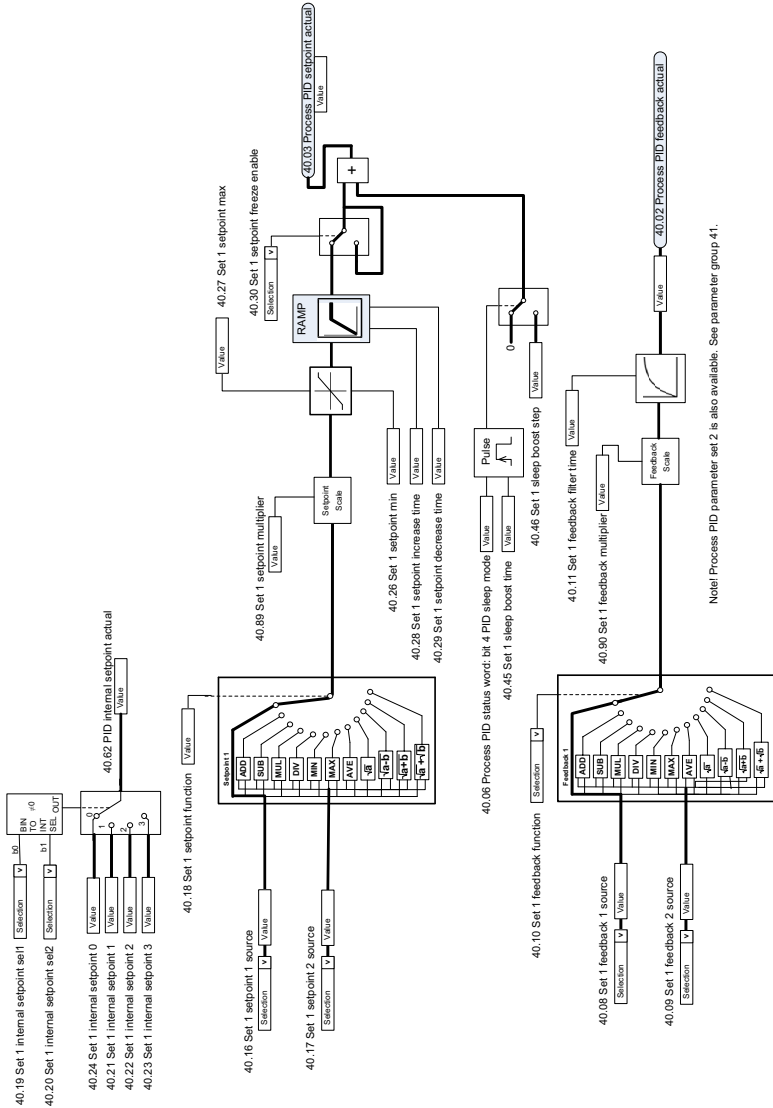 40.19 Set 1 internal setpoint sel1
Selection v
b0
40.20 Set 1 internal setpoint sel2
Selection v
b1
BIN
TO
INT
SEL
≠0
OUT
40.62 PID internal setpoint actual
Value
40.24 Set 1 internal setpoint 0
Value
0
40.21 Set 1 internal setpoint 1
Value
1
40.22 Set 1 internal setpoint 2
Value
2
40.23 Set 1 internal setpoint 3
Value
3
40.18 Set 1 setpoint function
Value
Setpoint 1
ADD
SUB
MUL
DIV
MIN
MAX
AVE
√a
√a-b
√a+b
√a+√b
40.16 Set 1 setpoint 1 source
Selection v
Value
40.17 Set 1 setpoint 2 source
Selection v
Value
40.89 Set 1 setpoint multiplier
Value
Setpoint
Scale
40.27 Set 1 setpoint max
Value
40.26 Set 1 setpoint min
Value
40.28 Set 1 setpoint increase time
Value
40.29 Set 1 setpoint decrease time
Value
RAMP
40.30 Set 1 setpoint freeze enable
Selection v
+
40.03 Process PID setpoint actual
Value
40.06 Process PID status word: bit 4 PID sleep mode
Value
40.45 Set 1 sleep boost time
Value
Pulse
0
40.46 Set 1 sleep boost step
Value
40.10 Set 1 feedback function
Selection v
Feedback 1
ADD
SUB
MUL
DIV
MIN
MAX
AVE
√a
√a-b
√a+b
√a+√b
40.08 Set 1 feedback 1 source
Selection v
Value
40.09 Set 1 feedback 2 source
Selection v
Value
40.90 Set 1 feedback multiplier
Value
Feedback
Scale
40.11 Set 1 feedback filter time
Value
Value
40.02 Process PID feedback actual
Note! Process PID parameter set 2 is also available. See parameter group 41.